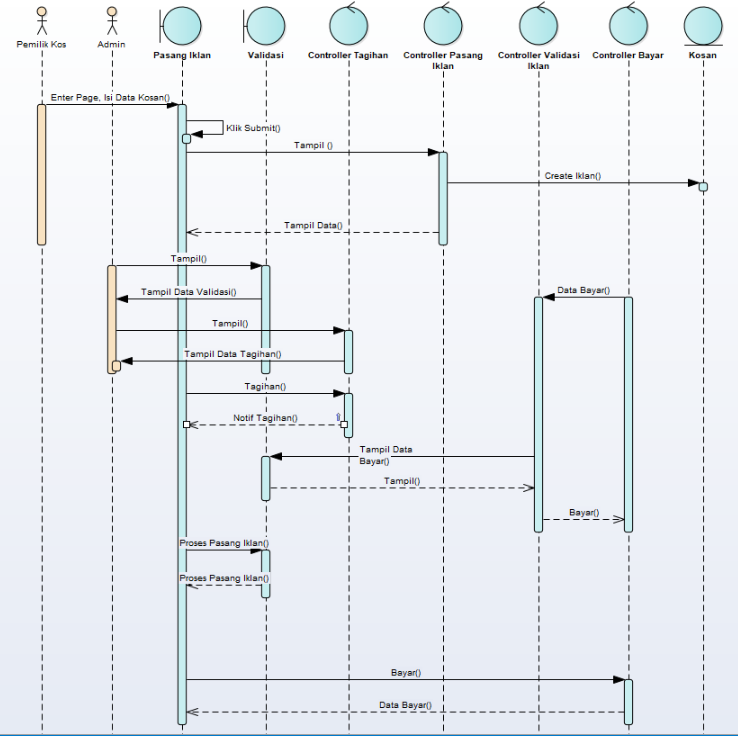 Pemilik Kos
Admin
Pasang Iklan
Validasi
Controller Tagihan
Controller Pasang
Iklan
Controller Validasi
Iklan
Controller Bayar
Kosan
Enter Page, Isi Data Kosan()
Klik Submit()
Tampil ()
Create Iklan()
Tampil Data()
Tampil()
Tampil Data Validasi()
Data Bayar()
Tampil()
Tampil Data Tagihan()
Tagihan()
Notif Tagihan()
Tampil Data
Bayar()
Tampil()
Bayar()
Proses Pasang Iklan()
Proses Pasang Iklan()
Bayar()
Data Bayar()